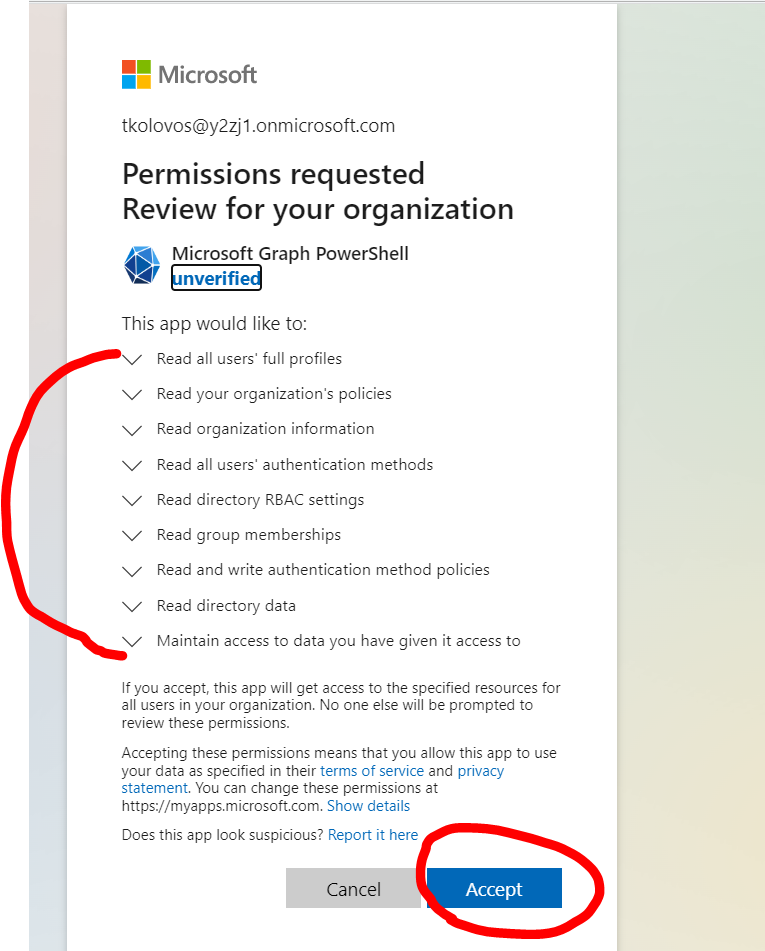 Microsoft
tkolovos@y2zj1.onmicrosoft.com
Permissions requested
Review for your organization
Microsoft Graph PowerShell
unverified
This app would like to:
Read all users' full profiles
Read your organization's policies
Read organization information
Read all users' authentication methods
Read directory RBAC settings
Read group memberships
Read and write authentication method policies
Read directory data
Maintain access to data you have given it access to
If you accept, this app will get access to the specified resources for
all users in your organization. No one else will be prompted to
review these permissions.
Accepting these permissions means that you allow this app to use
your data as specified in their terms of service and privacy
statement. You can change these permissions at
https://myapps.microsoft.com. Show details
Does this app look suspicious? Report it here
Cancel Accept